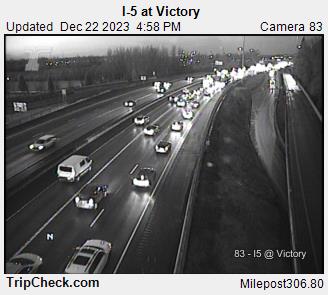 I-5 at Victory
Updated Dec 22 2023 4:58 PM Camera 83
N
83 - I5 @ Victory
TripCheck.com Milepost306.80